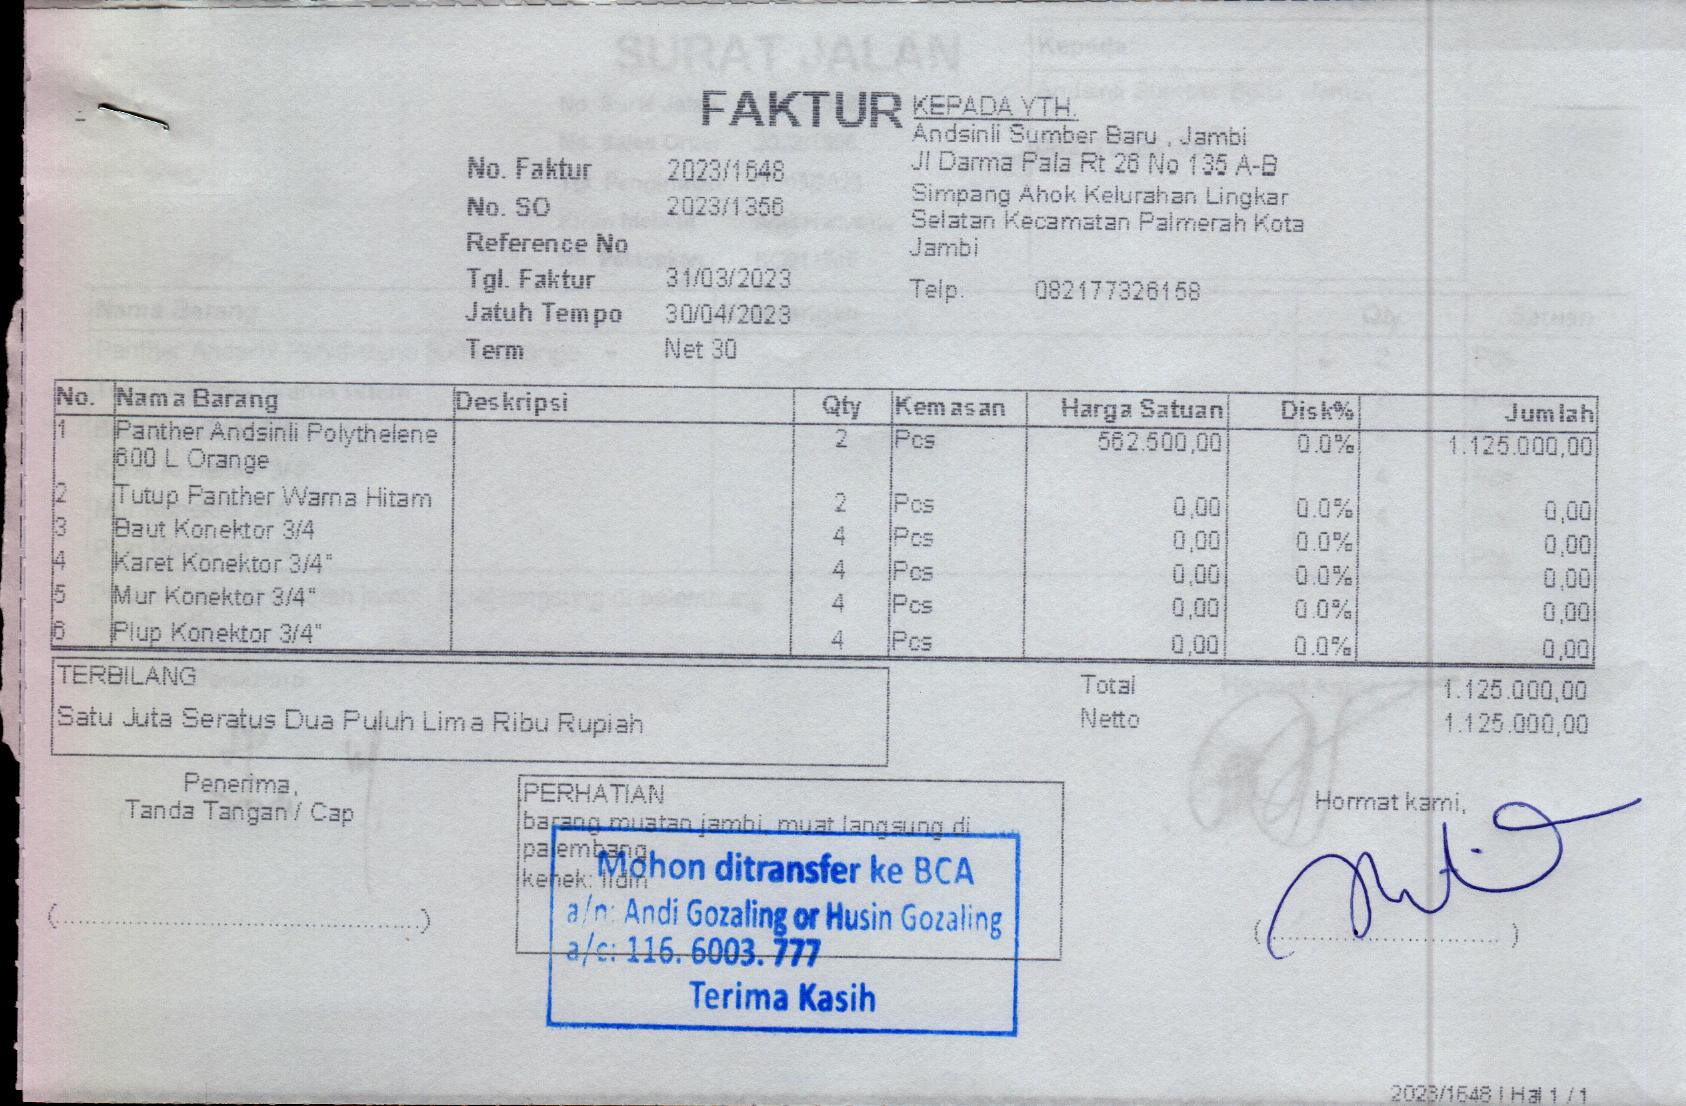 FAKTUR
No. Faktur 2023/1648
No. SO 2023/1356
Reference No
Tgl. Faktur 31/03/2023
Jatuh Tempo 30/04/2023
Term Net 30
KEPADA YTH.
Andsinli Sumber Baru , Jambi
Jl Darma Pala Rt 26 No 135 A-B
Simpang Ahok Kelurahan Lingkar
Selatan Kecamatan Palmerah Kota
Jambi
Telp. 082177326158
No. Nama Barang Deskripsi Qty Kemasan Harga Satuan Disk% Jumlah
1 Panther Andsinli Polythelene 2 Pcs 562.500,00 0.0% 1.125.000,00
600 L Orange
2 Tutup Panther Warna Hitam 2 Pcs 0,00 0.0% 0,00
3 Baut Konektor 3/4 4 Pcs 0,00 0.0% 0,00
4 Karet Konektor 3/4" 4 Pcs 0,00 0.0% 0,00
5 Mur Konektor 3/4" 4 Pcs 0,00 0.0% 0,00
6 Plup Konektor 3/4" 4 Pcs 0,00 0.0% 0,00
TERBILANG
Satu Juta Seratus Dua Puluh Lima Ribu Rupiah
Total 1.125.000,00
Netto 1.125.000,00
Penerima,
Tanda Tangan / Cap
(......................................)
PERHATIAN
barang muatan jambi, muat langsung di
palembang
kenek:
Mohon ditransfer ke BCA
a/n: Andi Gozaling or Husin Gozaling
a/c: 116. 6003. 777
Terima Kasih
Hormat kami,
(..............................)
2023/1648 | Hal 1 / 1
SURAT JALAN
Kepada
Nama Barang
Qty
Satuan